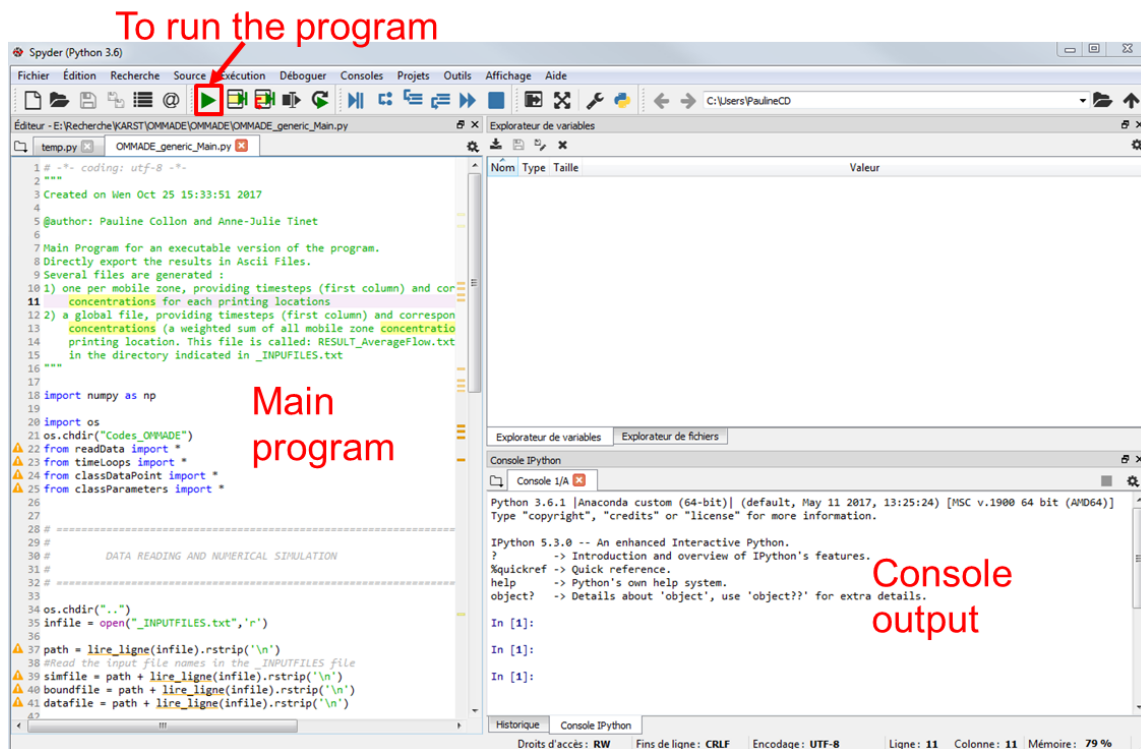 To run the program
Spyder (Python 3.6)
Fichier Édition Recherche Source Exécution Déboguer Consoles Projets Outils Affichage Aide
C:\Users\PaulineCD
Éditeur - E:\Recherche\KARST\OMMADE\OMMADE\OMMADE_generic_Main.py
temp.py OMMADE_generic_Main.py
1 # -*- coding: utf-8 -*-
2 """
3 Created on Wen Oct 25 15:33:51 2017
4
5 @author: Pauline Collon and Anne-Julie Tinet
6
7 Main Program for an executable version of the program.
8 Directly export the results in Ascii Files.
9 Several files are generated :
10 1) one per mobile zone, providing timesteps (first column) and cor
11 concentrations for each printing locations
12 2) a global file, providing timesteps (first column) and correspon
13 concentrations (a weighted sum of all mobile zone concentratio
14 printing location. This file is called: RESULT_AverageFlow.txt
15 in the directory indicated in _INPUFILES.txt
16 """
17
18 import numpy as np
19
20 import os
21 os.chdir("Codes_OMMADE")
22 from readData import *
23 from timeLoops import *
24 from classDataPoint import *
25 from classParameters import *
26
27
28 # ==========================================================
29 #
30 # DATA READING AND NUMERICAL SIMULATION
31 #
32 # ==========================================================
33
34 os.chdir("..")
35 infile = open("_INPUTFILES.txt",'r')
36
37 path = lire_ligne(infile).rstrip('\n')
38 #Read the input file names in the _INPUTFILES file
39 simfile = path + lire_ligne(infile).rstrip('\n')
40 boundfile = path + lire_ligne(infile).rstrip('\n')
41 datafile = path + lire_ligne(infile).rstrip('\n')
42
Main
program
Explorateur de variables
Nom Type Taille Valeur
Explorateur de variables Explorateur de fichiers
Console IPython
Console 1/A
Python 3.6.1 |Anaconda custom (64-bit)| (default, May 11 2017, 13:25:24) [MSC v.1900 64 bit (AMD64)]
Type "copyright", "credits" or "license" for more information.
IPython 5.3.0 -- An enhanced Interactive Python.
? -> Introduction and overview of IPython's features.
%quickref -> Quick reference.
help -> Python's own help system.
object? -> Details about 'object', use 'object??' for extra details.
In [1]:
In [1]:
In [1]:
Console
output
Historique Console IPython
Droits d'accès : RW Fins de ligne : CRLF Encodage : UTF-8 Ligne : 11 Colonne : 11 Mémoire : 79 %